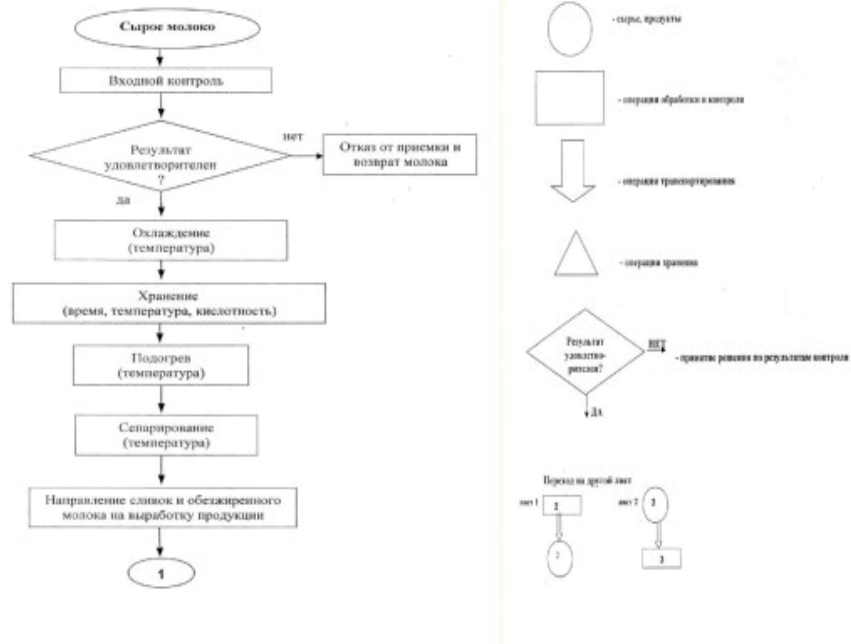 Сырое молоко
Входной контроль
Результат
удовлетворителен
?
нет
Отказ от приемки и
возврат молока
да
Охлаждение
(температура)
Хранение
(время, температура, кислотность)
Подогрев
(температура)
Сепарирование
(температура)
Направление сливок и обезжиренного
молока на выработку продукции
1
- сырье, продукты
- операции обработки и контроля
- операции транспортирования
- операции хранения
Результат
удовлетво-
рителен?
НЕТ
- принятие решения по результатам контроля
ДА
Переход на другой лист
лист 1
2
2
лист 2
3
3